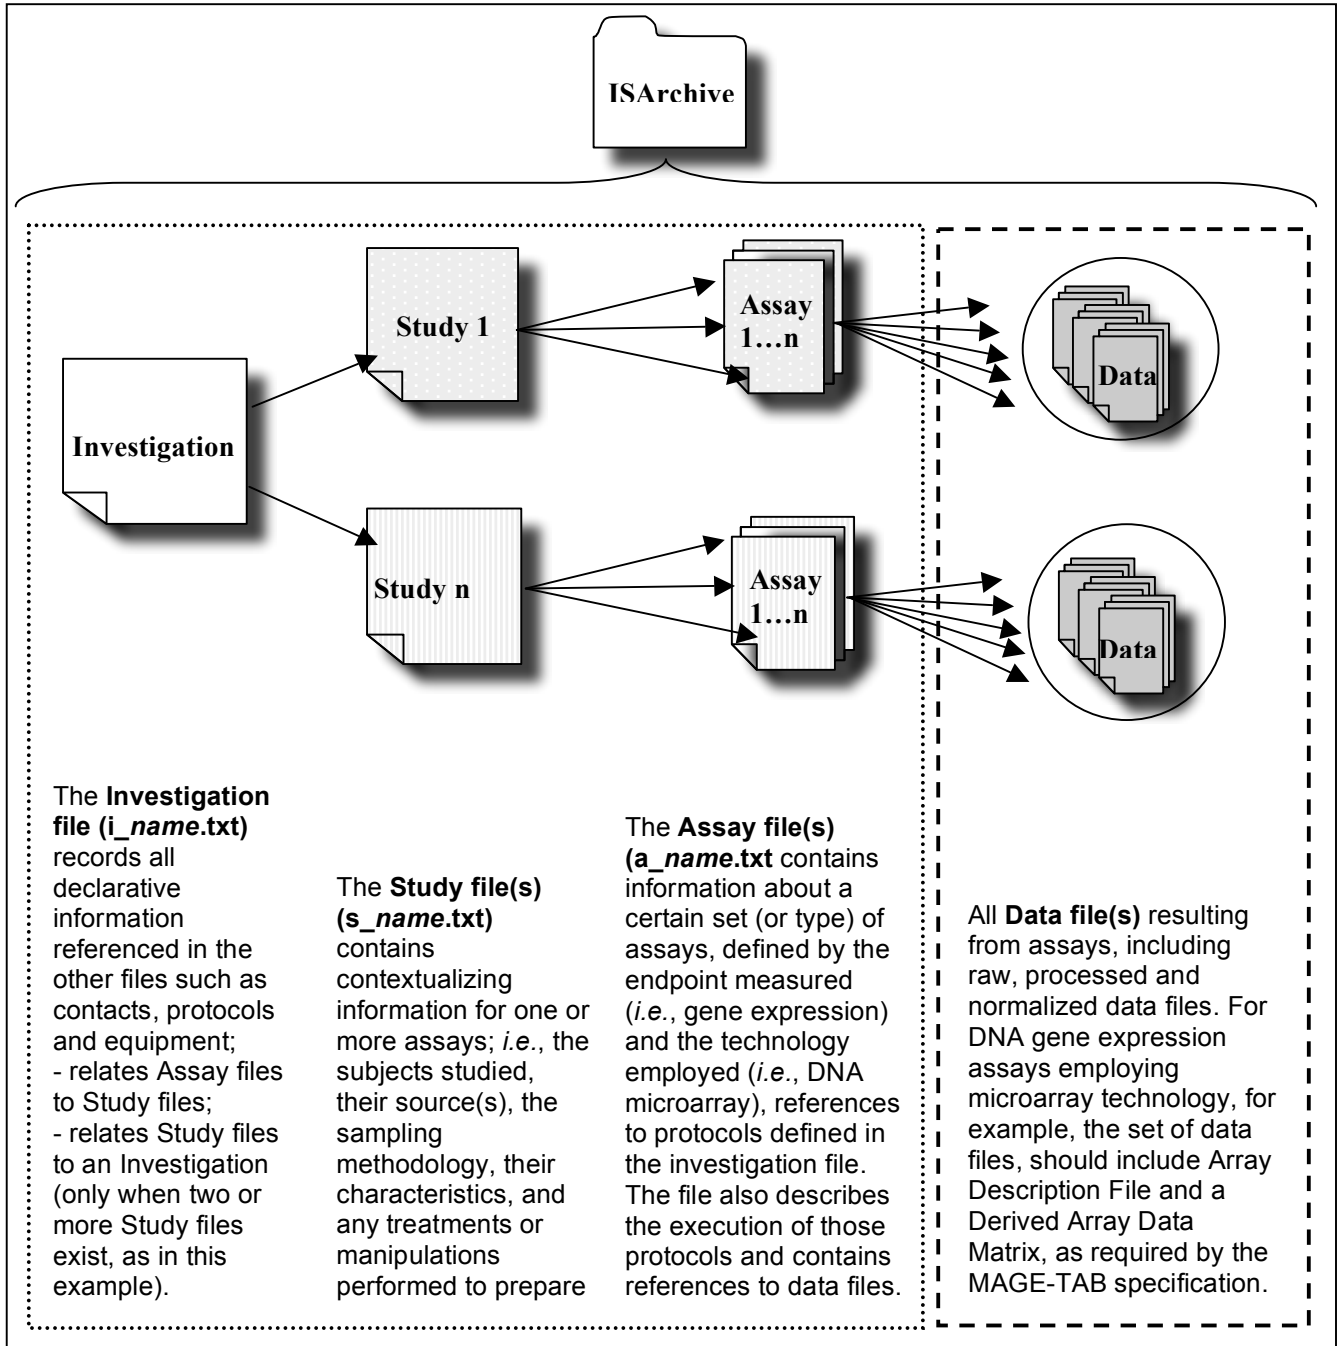 ISArchive
Study 1
Assay
1...n
Data
Investigation
Study n
Assay
1...n
Data
The Investigation
file (i_name.txt)
records all
declarative
information
referenced in the
other files such as
contacts, protocols
and equipment;
- relates Assay files
to Study files;
- relates Study files
to an Investigation
(only when two or
more Study files
exist, as in this
example).
The Study file(s)
(s_name.txt)
contains
contextualizing
information for one or
more assays; i.e., the
subjects studied,
their source(s), the
sampling
methodology, their
characteristics, and
any treatments or
manipulations
performed to prepare
The Assay file(s)
(a_name.txt contains
information about a
certain set (or type) of
assays, defined by the
endpoint measured
(i.e., gene expression)
and the technology
employed (i.e., DNA
microarray), references
to protocols defined in
the investigation file.
The file also describes
the execution of those
protocols and contains
references to data files.
All Data file(s) resulting
from assays, including
raw, processed and
normalized data files. For
DNA gene expression
assays employing
microarray technology, for
example, the set of data
files, should include Array
Description File and a
Derived Array Data
Matrix, as required by the
MAGE-TAB specification.